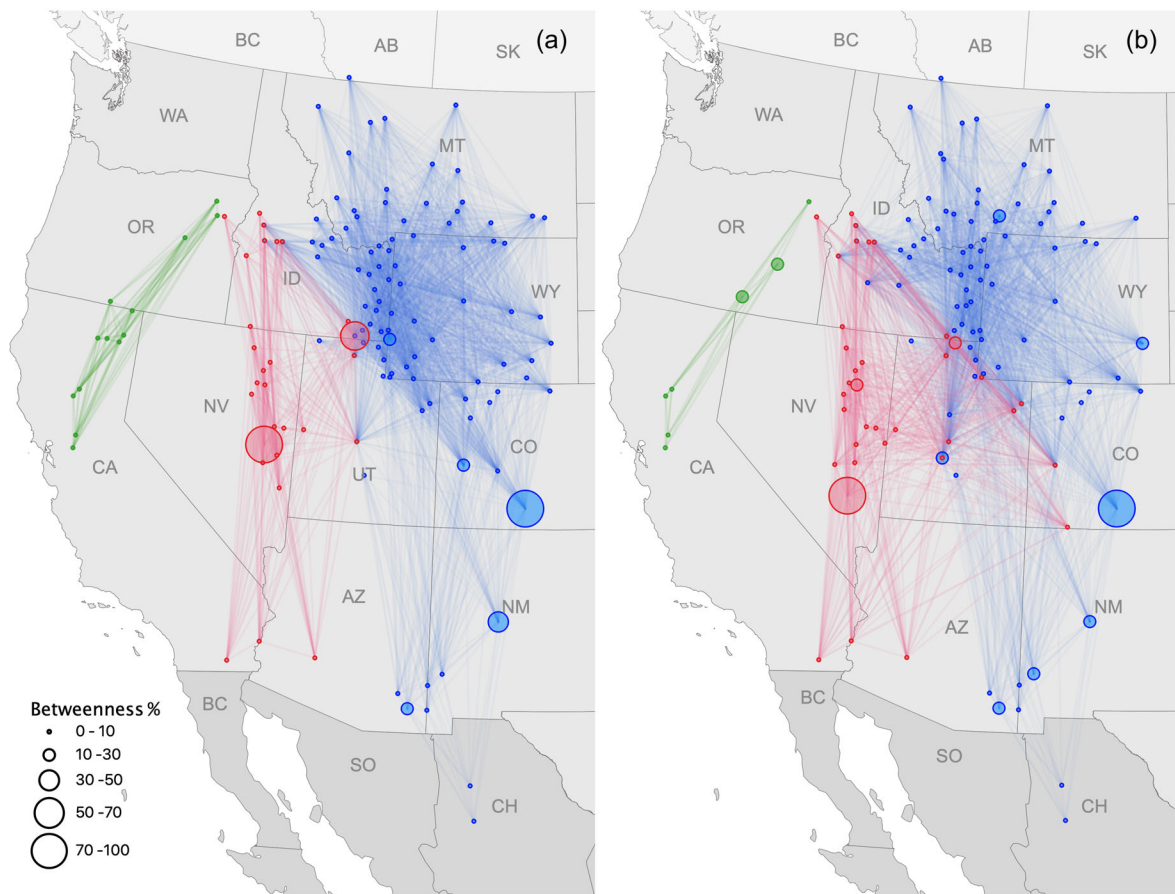 BC AB (a) SK
WA
MT
OR
ID
WY
NV
CO
CA
UT
AZ
NM
BC
SO
CH
Betweenness %
0 - 10
10 -30
30 -50
50 -70
70 -100
BC AB (b) SK
WA
MT
OR
ID
WY
NV
CO
CA
UT
NM
AZ
BC
SO
CH